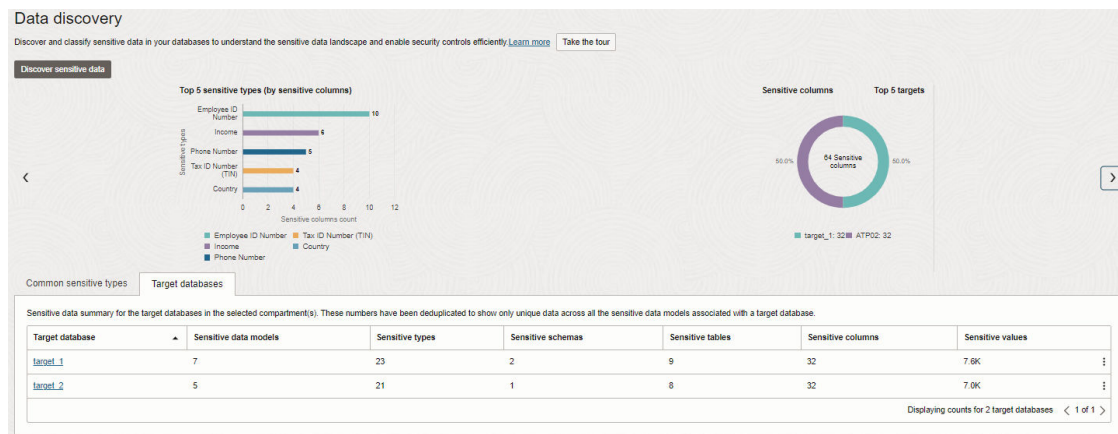 Data discovery
Discover and classify sensitive data in your databases to understand the sensitive data landscape and enable security controls efficiently. Learn more Take the tour
Discover sensitive data
Top 5 sensitive types (by sensitive columns)
Sensitive types
Employee ID
Number
10
Income
6
Phone Number
5
Tax ID Number
(TIN)
4
Country
4
0 2 4 6 8 10 12
Sensitive columns count
Employee ID Number Tax ID Number (TIN)
Income Country
Phone Number
Sensitive columns Top 5 targets
50.0% 64 Sensitive 50.0%
columns
target_1: 32 ATP02: 32
Common sensitive types Target databases
Sensitive data summary for the target databases in the selected compartment(s). These numbers have been deduplicated to show only unique data across all the sensitive data models associated with a target database.
Target database Sensitive data models Sensitive types Sensitive schemas Sensitive tables Sensitive columns Sensitive values
target_1 7 23 2 9 32 7.6K
target_2 5 21 1 8 32 7.0K
Displaying counts for 2 target databases < 1 of 1 >